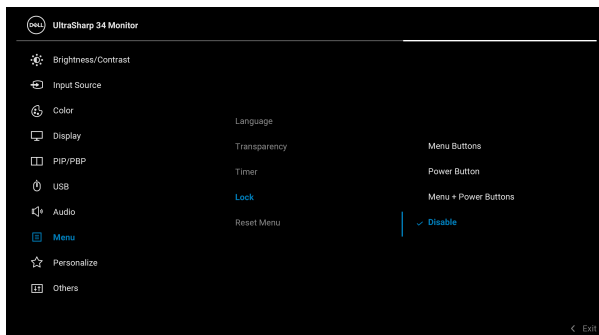 DELL
UltraSharp 34 Monitor
Brightness/Contrast
Input Source
Color
Display
PIP/PBP
USB
Audio
Menu
Personalize
Others
Language
Transparency
Timer
Lock
Reset Menu
Menu Buttons
Power Button
Menu + Power Buttons
Disable
Exit